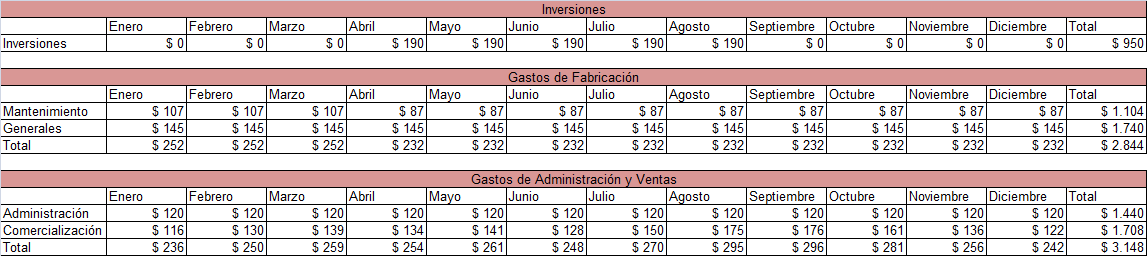 Inversiones
Enero Febrero Marzo Abril Mayo Junio Julio Agosto Septiembre Octubre Noviembre Diciembre Total
Inversiones $ 0 $ 0 $ 0 $ 190 $ 190 $ 190 $ 190 $ 190 $ 0 $ 0 $ 0 $ 0 $ 950
Gastos de Fabricación
Enero Febrero Marzo Abril Mayo Junio Julio Agosto Septiembre Octubre Noviembre Diciembre Total
Mantenimiento $ 107 $ 107 $ 107 $ 87 $ 87 $ 87 $ 87 $ 87 $ 87 $ 87 $ 87 $ 87 $ 1.104
Generales $ 145 $ 145 $ 145 $ 145 $ 145 $ 145 $ 145 $ 145 $ 145 $ 145 $ 145 $ 145 $ 1.740
Total $ 252 $ 252 $ 252 $ 232 $ 232 $ 232 $ 232 $ 232 $ 232 $ 232 $ 232 $ 232 $ 2.844
Gastos de Administración y Ventas
Enero Febrero Marzo Abril Mayo Junio Julio Agosto Septiembre Octubre Noviembre Diciembre Total
Administración $ 120 $ 120 $ 120 $ 120 $ 120 $ 120 $ 120 $ 120 $ 120 $ 120 $ 120 $ 120 $ 1.440
Comercialización $ 116 $ 130 $ 139 $ 134 $ 141 $ 128 $ 150 $ 175 $ 176 $ 161 $ 136 $ 122 $ 1.708
Total $ 236 $ 250 $ 259 $ 254 $ 261 $ 248 $ 270 $ 295 $ 296 $ 281 $ 256 $ 242 $ 3.148